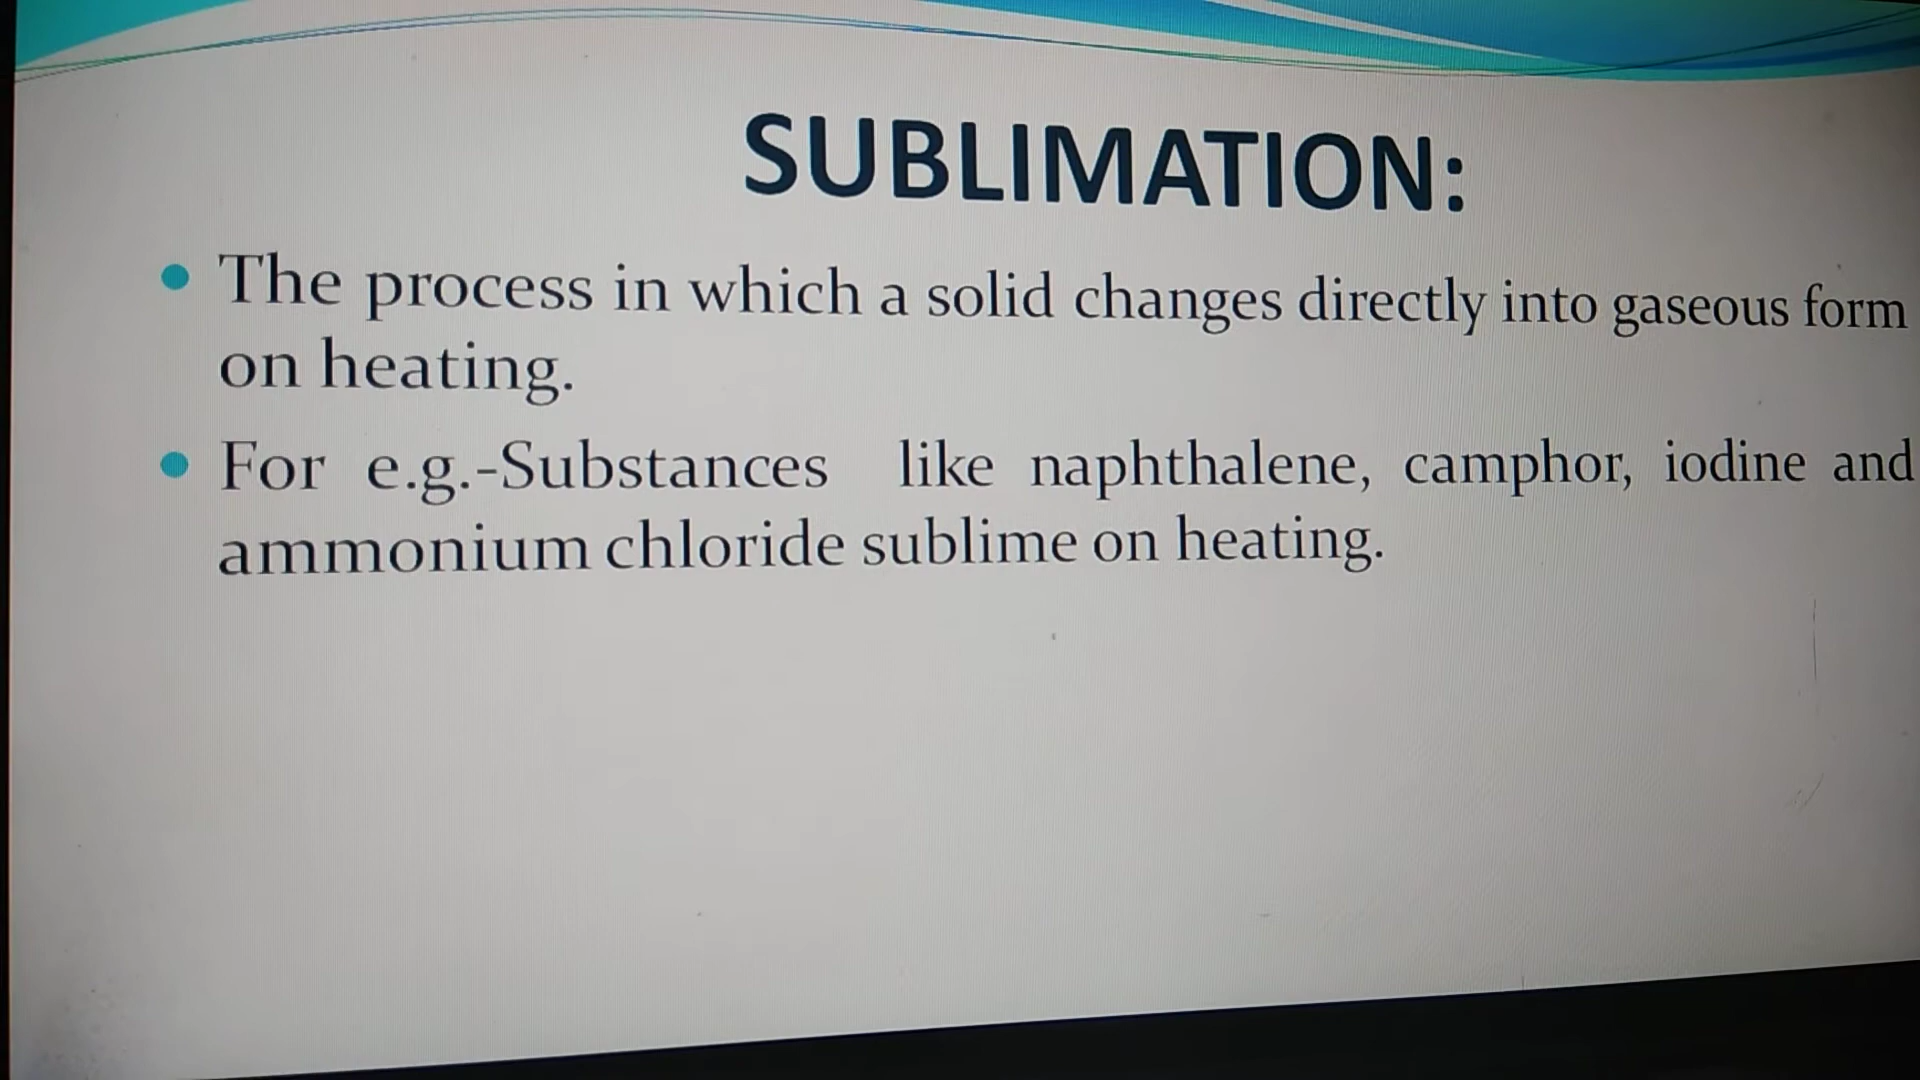 SUBLIMATION:
The process in which a solid changes directly into gaseous form
on heating.
For e.g.-Substances like naphthalene, camphor, iodine and
ammonium chloride sublime on heating.